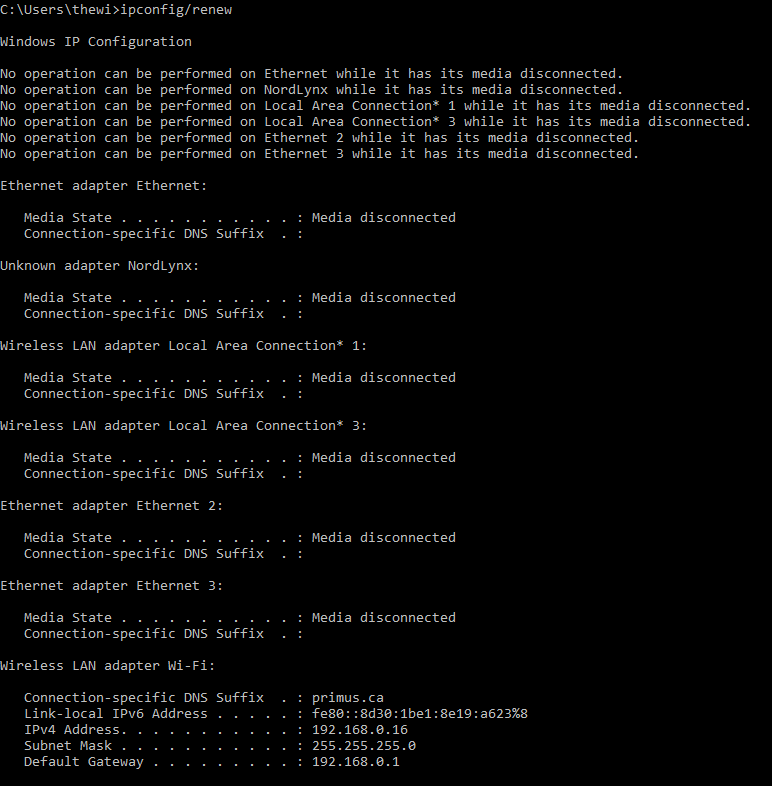 C:\Users\thewi>ipconfig/renew
Windows IP Configuration
No operation can be performed on Ethernet while it has its media disconnected.
No operation can be performed on NordLynx while it has its media disconnected.
No operation can be performed on Local Area Connection* 1 while it has its media disconnected.
No operation can be performed on Local Area Connection* 3 while it has its media disconnected.
No operation can be performed on Ethernet 2 while it has its media disconnected.
No operation can be performed on Ethernet 3 while it has its media disconnected.
Ethernet adapter Ethernet:
Media State . . . . . . . . . . . : Media disconnected
Connection-specific DNS Suffix  . :
Unknown adapter NordLynx:
Media State . . . . . . . . . . . : Media disconnected
Connection-specific DNS Suffix  . :
Wireless LAN adapter Local Area Connection* 1:
Media State . . . . . . . . . . . : Media disconnected
Connection-specific DNS Suffix  . :
Wireless LAN adapter Local Area Connection* 3:
Media State . . . . . . . . . . . : Media disconnected
Connection-specific DNS Suffix  . :
Ethernet adapter Ethernet 2:
Media State . . . . . . . . . . . : Media disconnected
Connection-specific DNS Suffix  . :
Ethernet adapter Ethernet 3:
Media State . . . . . . . . . . . : Media disconnected
Connection-specific DNS Suffix  . :
Wireless LAN adapter Wi-Fi:
Connection-specific DNS Suffix  . : primus.ca
Link-local IPv6 Address . . . . . : fe80::8d30:1be1:8e19:a623%8
IPv4 Address. . . . . . . . . . . : 192.168.0.16
Subnet Mask . . . . . . . . . . . : 255.255.255.0
Default Gateway . . . . . . . . . : 192.168.0.1